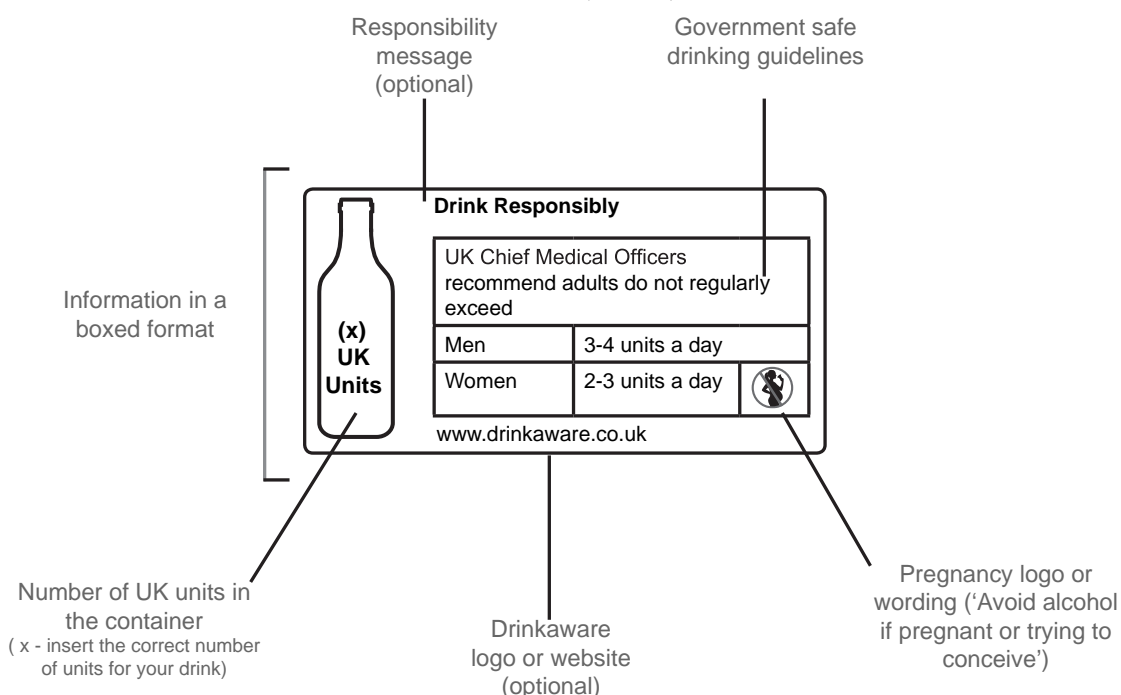 Responsibility
message
(optional)
Government safe
drinking guidelines
Information in a
boxed format
Drink Responsibly
UK Chief Medical Officers
recommend adults do not regularly
exceed
Men 3-4 units a day
Women 2-3 units a day
www.drinkaware.co.uk
(x)
UK
Units
Number of UK units in
the container
( x - insert the correct number
of units for your drink)
Drinkaware
logo or website
(optional)
Pregnancy logo or
wording (‘Avoid alcohol
if pregnant or trying to
conceive’)